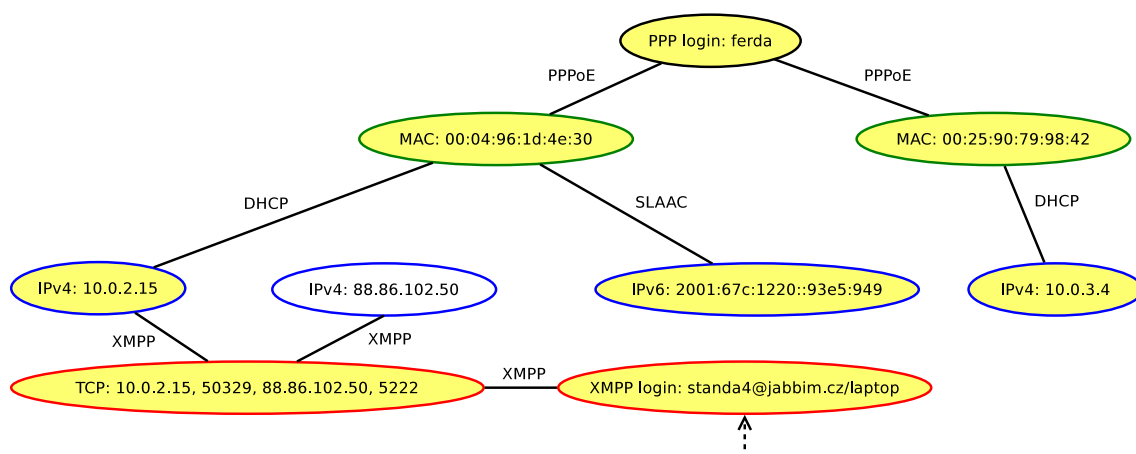 PPP login: ferda
PPPoE
PPPoE
MAC: 00:04:96:1d:4e:30
MAC: 00:25:90:79:98:42
DHCP
SLAAC
DHCP
IPv4: 10.0.2.15
IPv4: 88.86.102.50
IPv6: 2001:67c:1220::93e5:949
IPv4: 10.0.3.4
XMPP
XMPP
TCP: 10.0.2.15, 50329, 88.86.102.50, 5222
XMPP
XMPP login: standa4@jabbim.cz/laptop